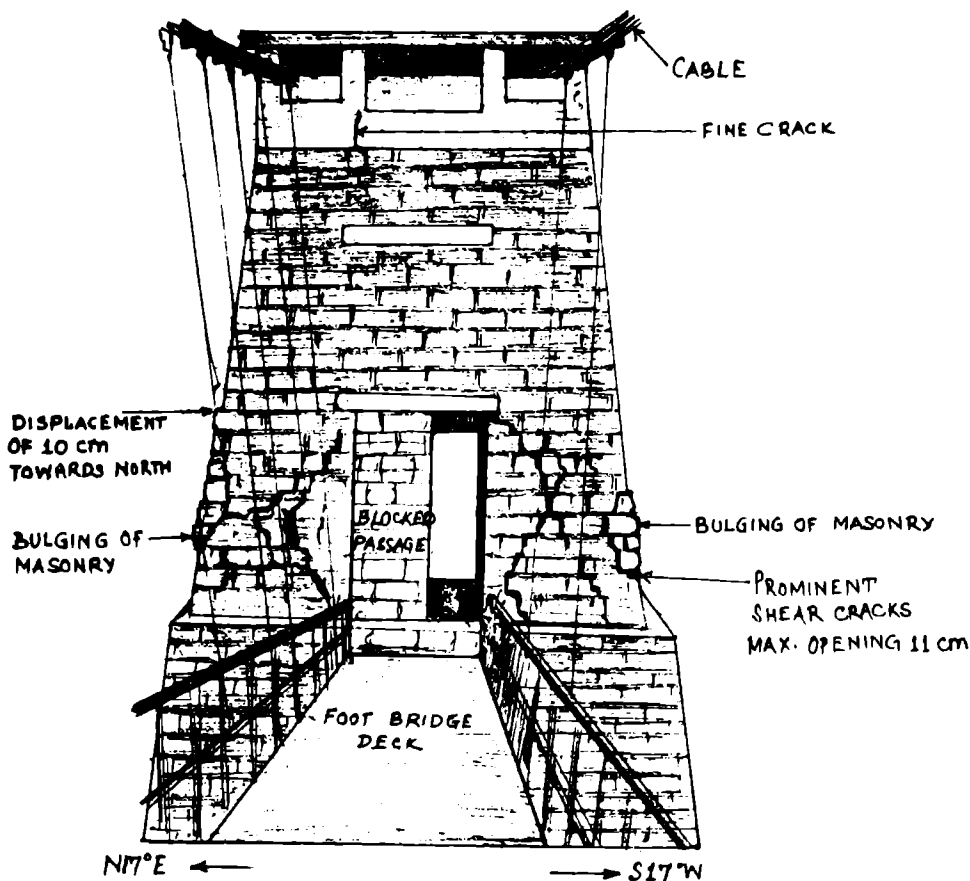 CABLE
FINE CRACK
DISPLACEMENT
OF 10 cm
TOWARDS NORTH
BLOCKED
PASSAGE
BULGING OF
MASONRY
BULGING OF MASONRY
PROMINENT
SHEAR CRACKS
MAX. OPENING 11 cm
FOOT BRIDGE
DECK
N17°E
S17°W